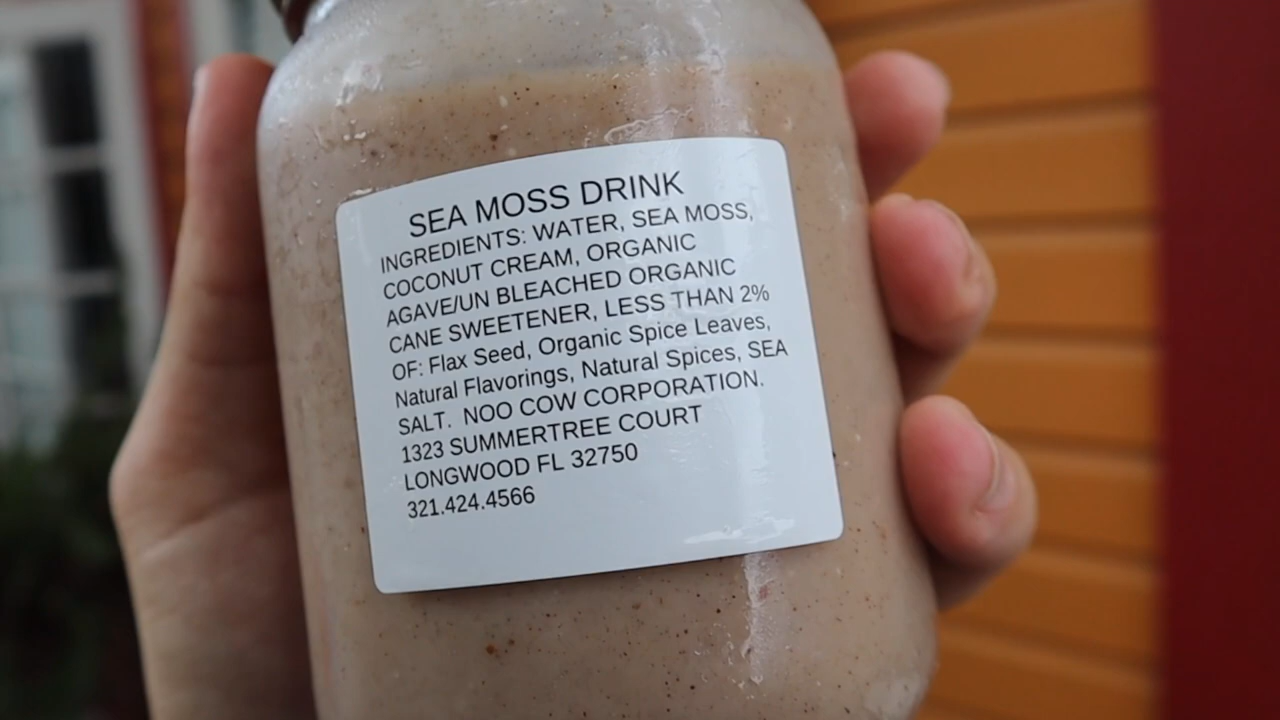 SEA MOSS DRINK
INGREDIENTS: WATER, SEA MOSS,
COCONUT CREAM, ORGANIC
AGAVE/UN BLEACHED ORGANIC
CANE SWEETENER, LESS THAN 2%
OF: Flax Seed, Organic Spice Leaves,
Natural Flavorings, Natural Spices, SEA
SALT. NOO COW CORPORATION.
1323 SUMMERTREE COURT
LONGWOOD FL 32750
321.424.4566